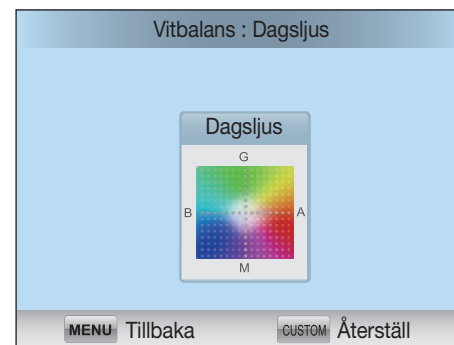 Vitbalans : Dagsljus
Dagsljus
G
B A
M
MENU Tillbaka CUSTOM Återställ